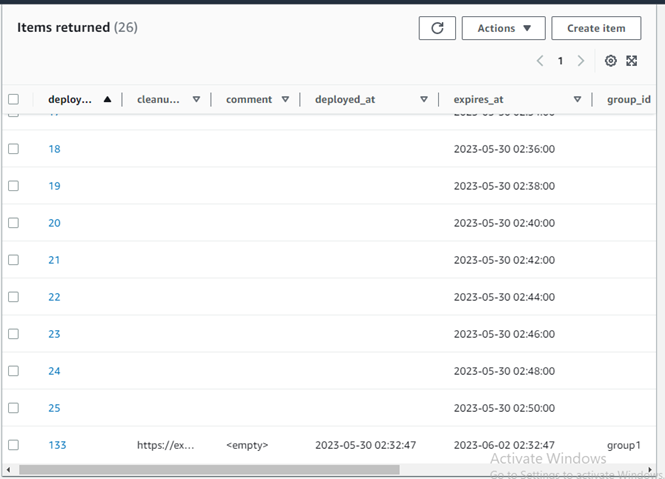 Items returned (26)
Actions
Create item
1
deploy... cleanu... comment deployed_at expires_at group_id
18 2023-05-30 02:36:00
19 2023-05-30 02:38:00
20 2023-05-30 02:40:00
21 2023-05-30 02:42:00
22 2023-05-30 02:44:00
23 2023-05-30 02:46:00
24 2023-05-30 02:48:00
25 2023-05-30 02:50:00
133 https://ex... <empty> 2023-05-30 02:32:47 2023-06-02 02:32:47 group1
Activate Windows
Go to Settings to activate Windows.